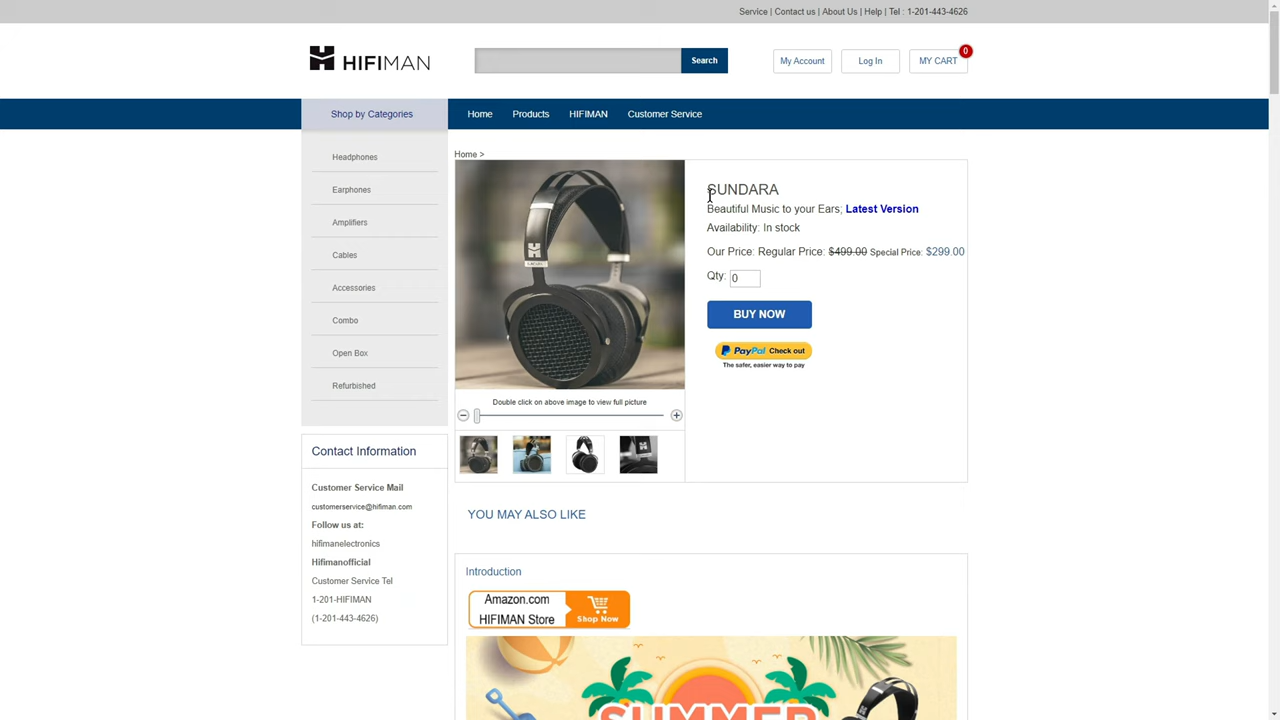 Service | Contact us | About Us | Help | Tel : 1-201-443-4626
HIFIMAN
Search
My Account
Log In
MY CART
0
Shop by Categories
Home
Products
HIFIMAN
Customer Service
Headphones
Earphones
Amplifiers
Cables
Accessories
Combo
Open Box
Refurbished
Contact Information
Customer Service Mail
customerservice@hifiman.com
Follow us at:
hifimanelectronics
Hifimanofficial
Customer Service Tel
1-201-HIFIMAN
(1-201-443-4626)
Home >
Double click on above image to view full picture
SUNDARA
Beautiful Music to your Ears; Latest Version
Availability: In stock
Our Price: Regular Price: $499.00 Special Price: $299.00
Qty: 0
BUY NOW
PayPal Check out
The safer, easier way to pay
YOU MAY ALSO LIKE
Introduction
Amazon.com
HIFIMAN Store
Shop Now
SUMMER